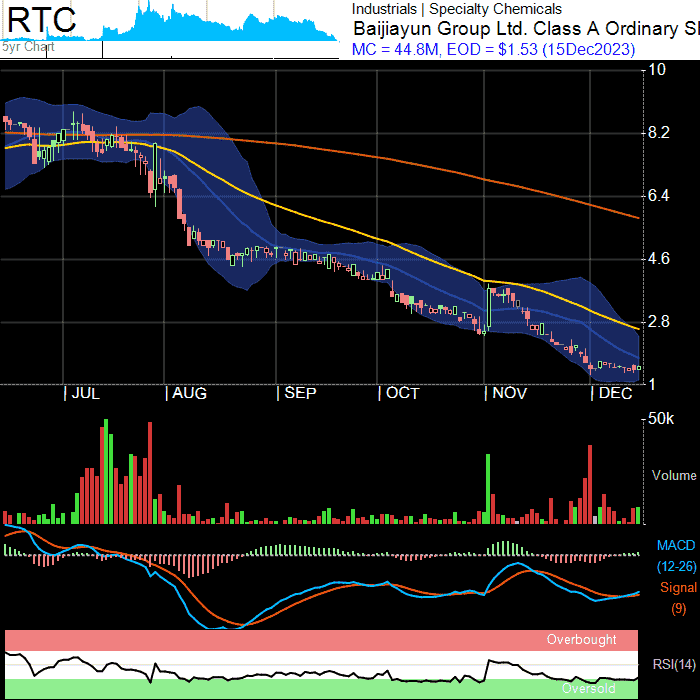 RTC
5yr Chart
Industrials | Specialty Chemicals
Baijiayun Group Ltd. Class A Ordinary
MC = 44.8M, EOD = $1.53 (15Dec2023)
10
8.2
6.4
4.6
2.8
1
| JUL | AUG | SEP | OCT | NOV | DEC
50k
Volume
MACD
(12-26)
Signal
(9)
Overbought
RSI(14)
Oversold